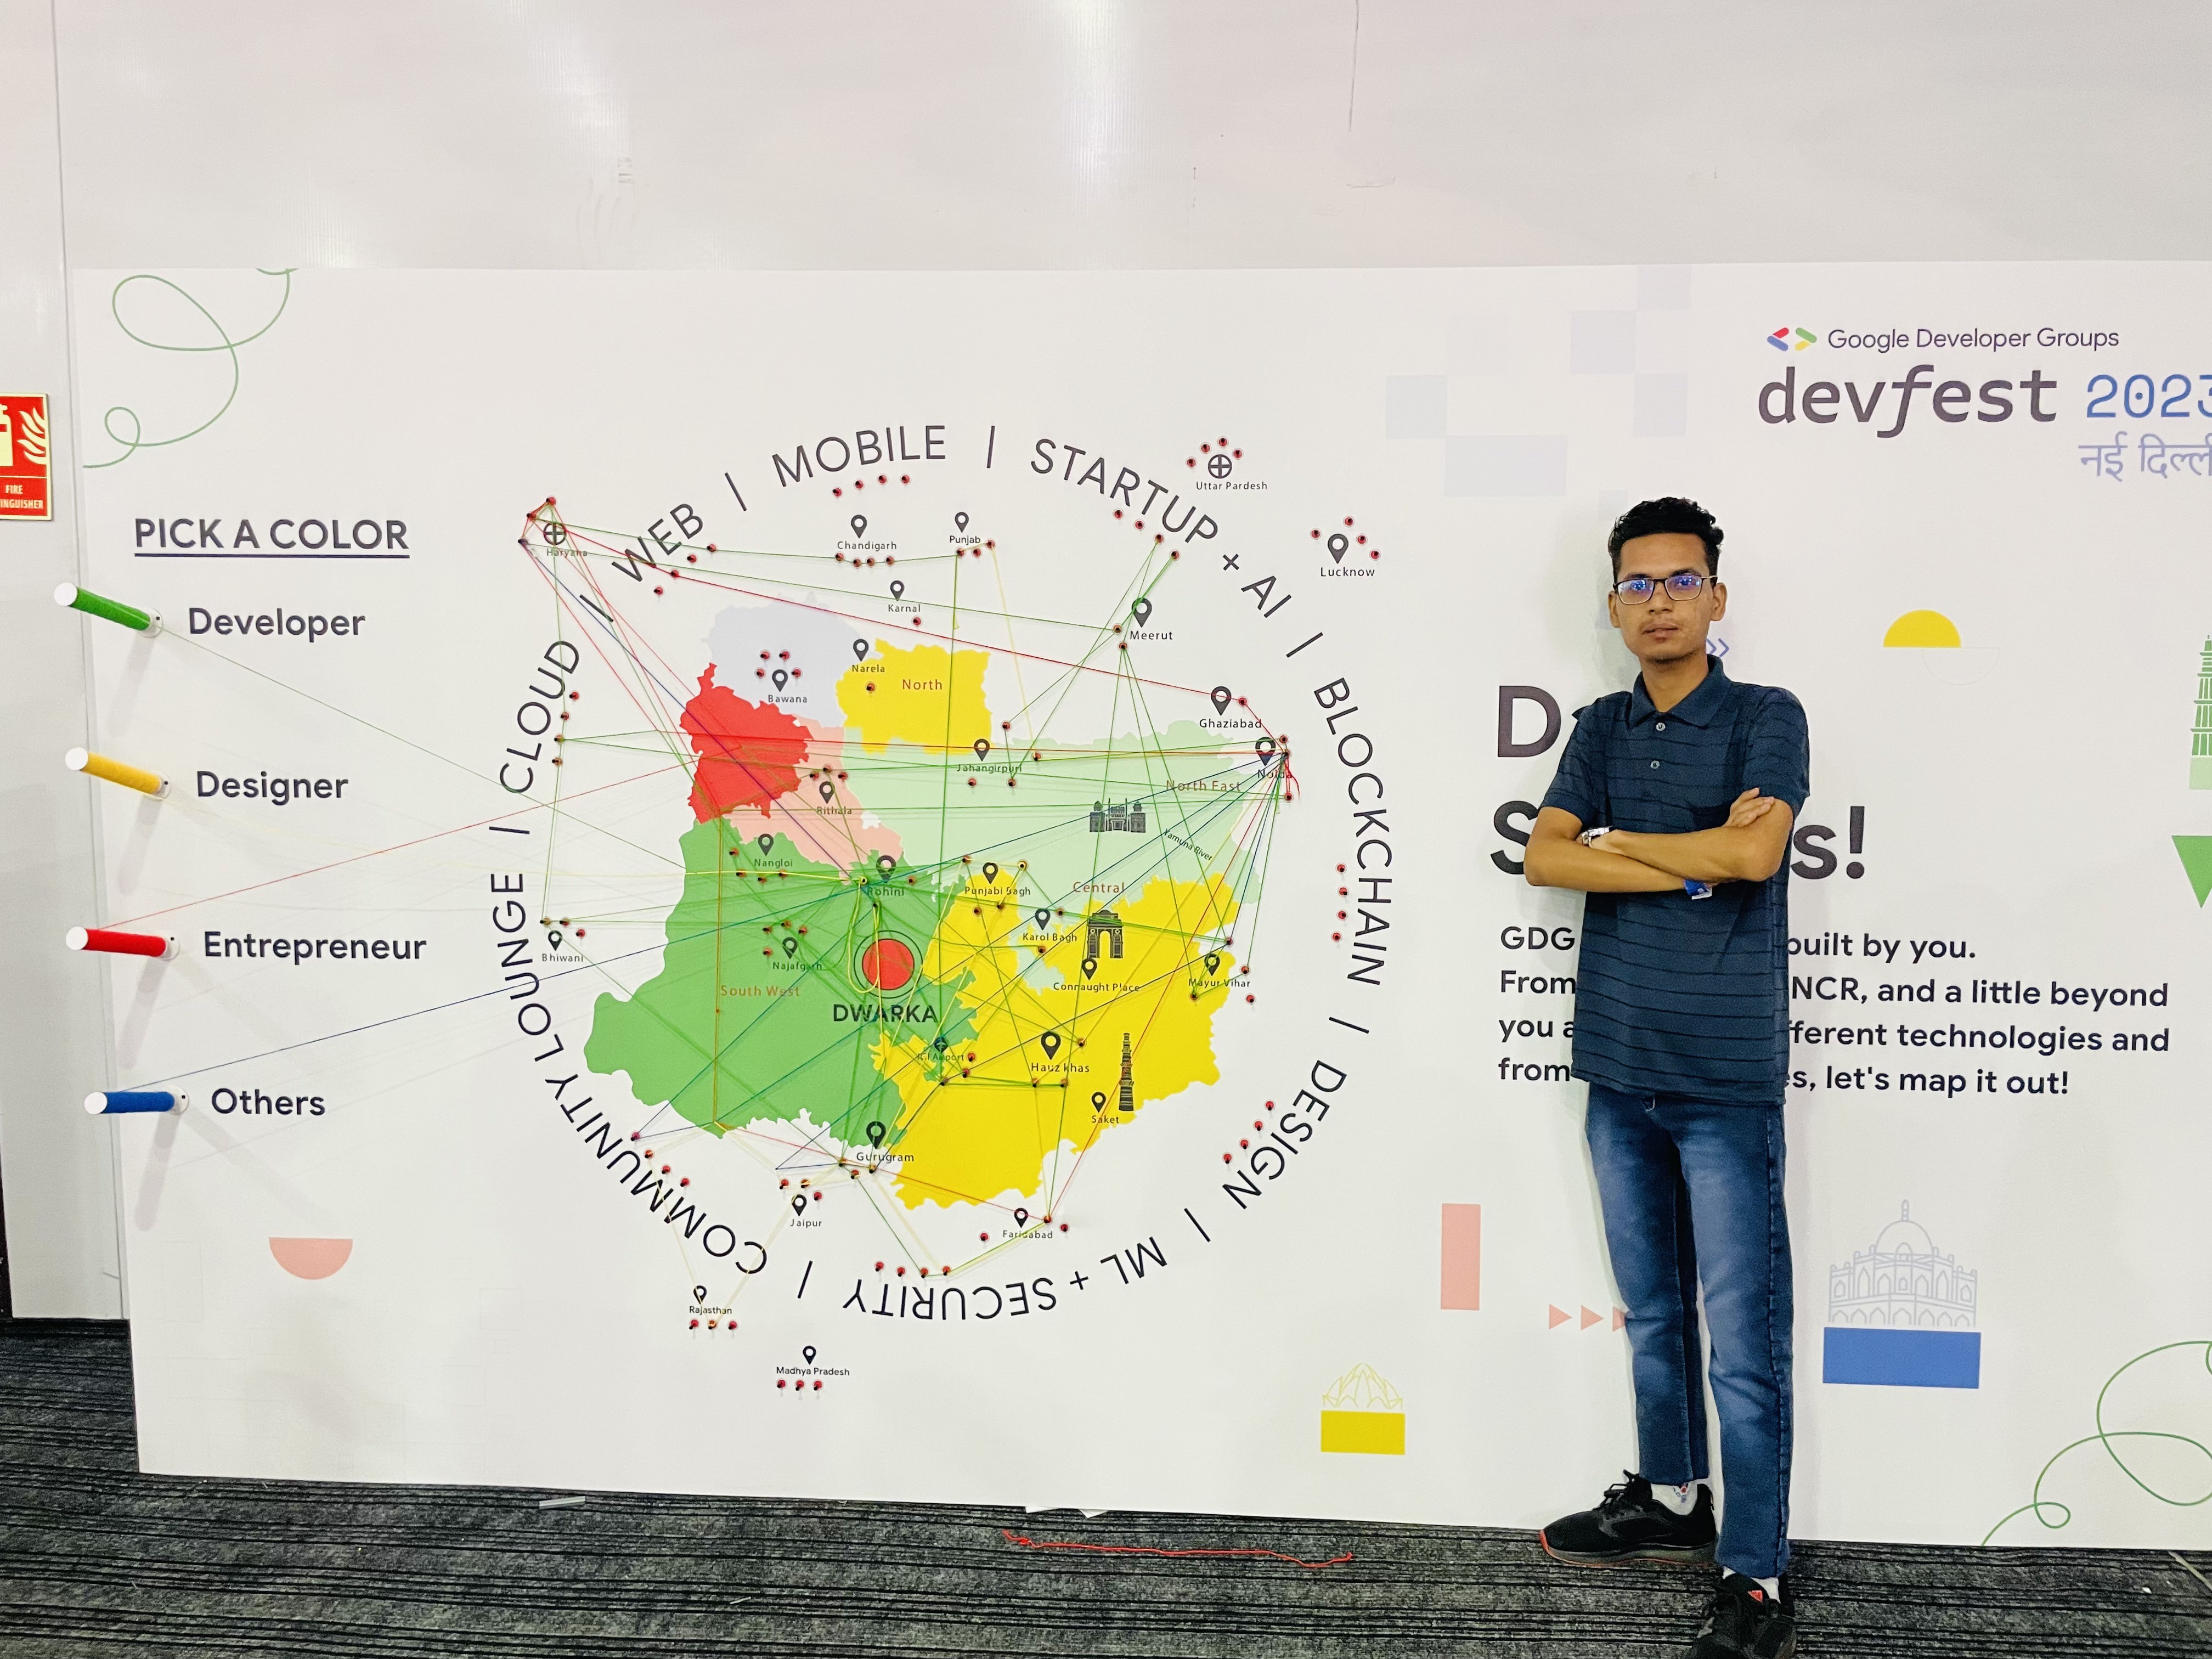 Google Developer Groups
devfest 2023
नई दिल्ली
FIRE
PICK A COLOR
Developer
Designer
Entrepreneur
Others
COMMUNITY LOUNGE | CLOUD | WEB | MOBILE | STARTUP + AI | BLOCKCHAIN | DESIGN | ML + SECURITY |
Uttar Pardesh
Haryana
Chandigarh
Punjab
Lucknow
Karnal
Meerut
Narela
North
Bawana
Ghaziabad
Noida
Jahangirpuri
North East
Rithala
Yamuna River
Nangloi
Rohini
Punjabi Bagh
Central
Karol Bagh
Bhiwani
Najafgarh
Connaught Place
Mayur Vihar
South West
DWARKA
Hauz khas
Saket
Gurugram
Jaipur
Faridabad
Rajasthan
Madhya Pradesh
s!
GDG built by you.
From NCR, and a little beyond
you technologies and
from let's map it out!